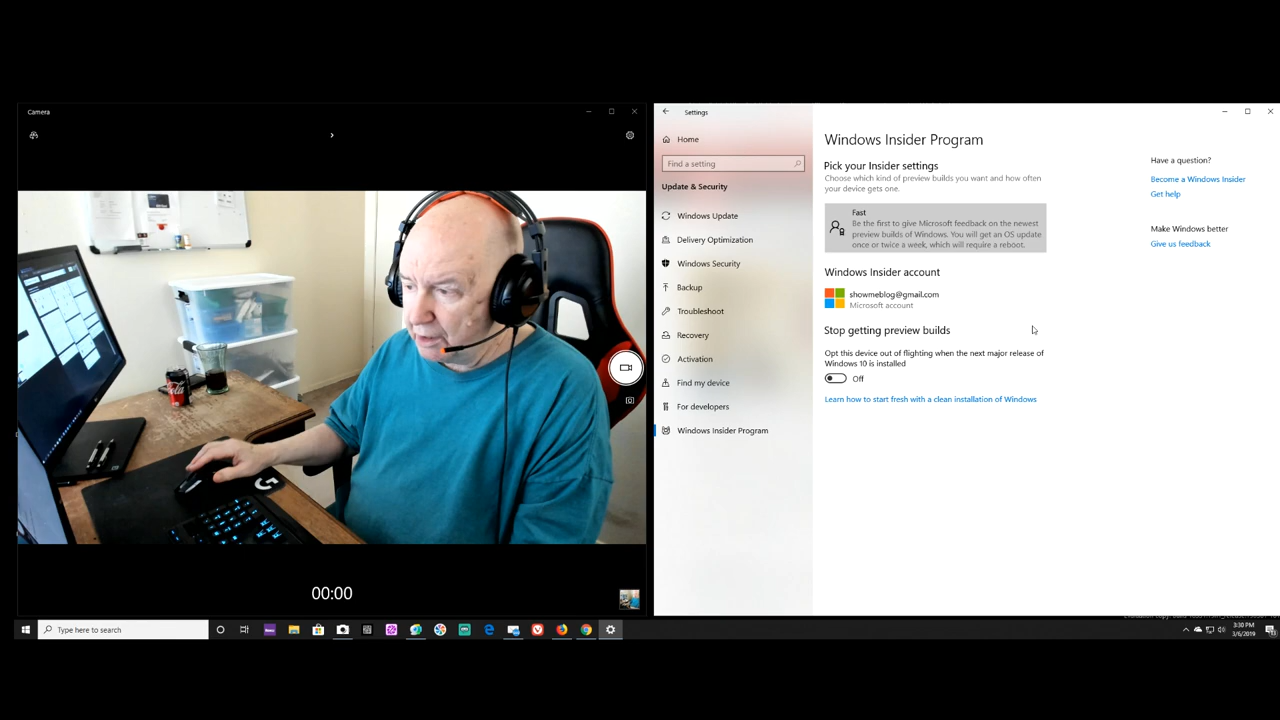 Camera
00:00
Settings
Home
Find a setting
Update & Security
Windows Update
Delivery Optimization
Windows Security
Backup
Troubleshoot
Recovery
Activation
Find my device
For developers
Windows Insider Program
Windows Insider Program
Pick your Insider settings
Choose which kind of preview builds you want and how often
your device gets one.
Fast
Be the first to give Microsoft feedback on the newest
preview builds of Windows. You will get an OS update
once or twice a week, which will require a reboot.
Windows Insider account
showmeblog@gmail.com
Microsoft account
Stop getting preview builds
Opt this device out of flighting when the next major release of
Windows 10 is installed
Off
Learn how to start fresh with a clean installation of Windows
Have a question?
Become a Windows Insider
Get help
Make Windows better
Give us feedback
Type here to search
3:30 PM
3/6/2019